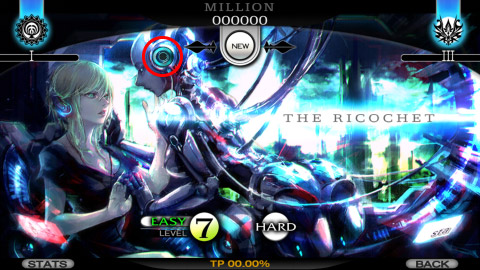 MILLION
000000
NEW
I
III
THE RICOCHET
EASY
LEVEL
7
HARD
STATS
TP 00.00%
BACK